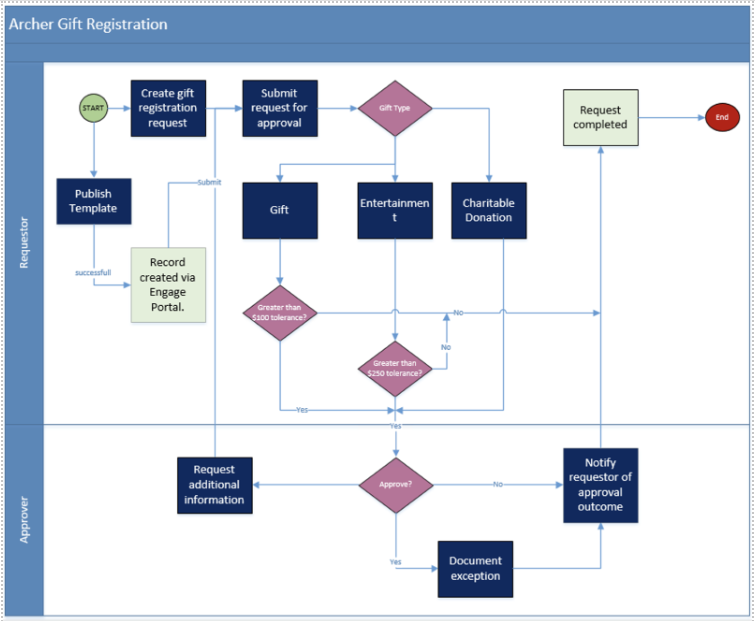 Archer Gift Registration
Requestor
START
Create gift
registration
request
Submit
request for
approval
Gift Type
Request
completed
End
Publish
Template
Submit
Gift
Entertainmen
t
Charitable
Donation
successfull
Record
created via
Engage
Portal.
Greater than
$100 tolerance?
No
No
Greater than
$250 tolerance?
Yes
Yes
Approver
Request
additional
information
Approve?
No
Notify
requestor of
approval
outcome
Yes
Document
exception